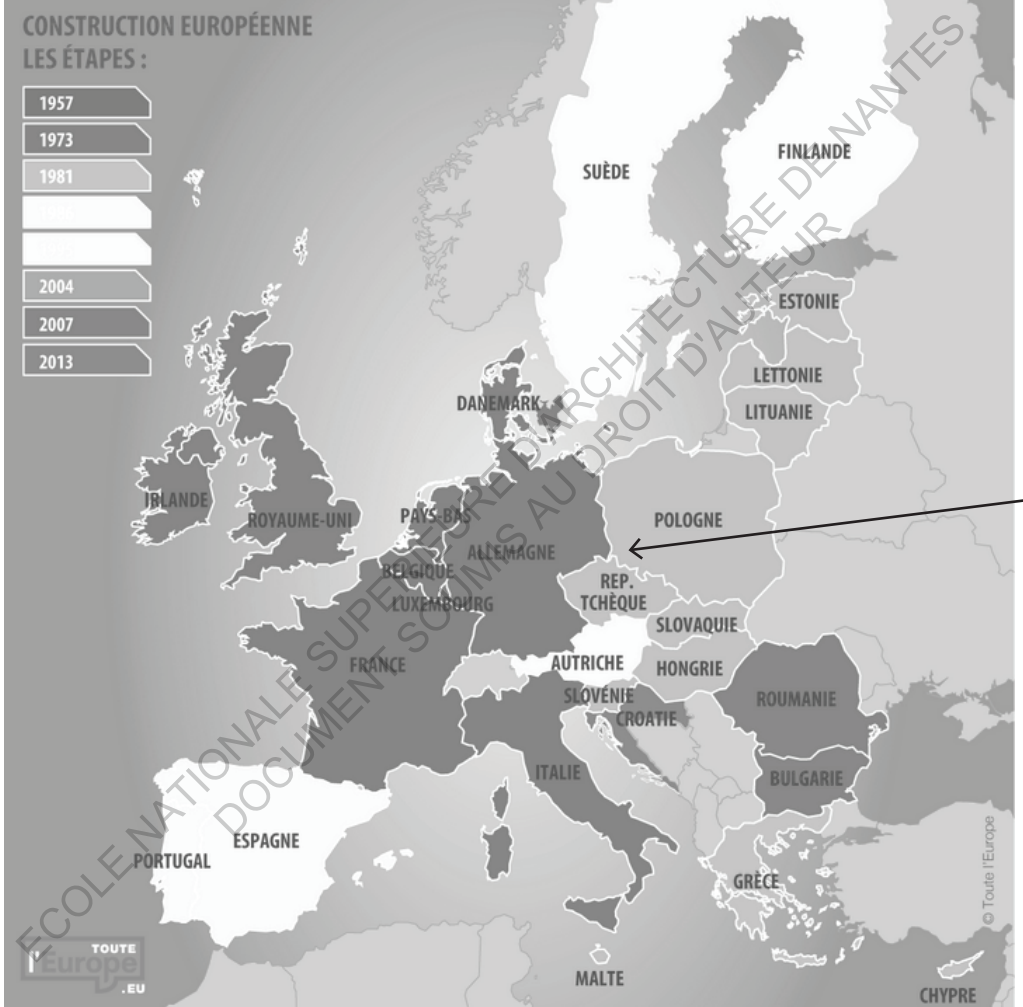 CONSTRUCTION EUROPÉENNE
LES ÉTAPES :
1957
1973
1981
2004
2007
2013
SUÈDE
FINLANDE
ESTONIE
LETTONIE
LITUANIE
DANEMARK
IRLANDE
ROYAUME-UNI
PAYS-BAS
POLOGNE
ALLEMAGNE
BELGIQUE
REP.
TCHÈQUE
LUXEMBOURG
SLOVAQUIE
FRANCE
AUTRICHE
HONGRIE
SLOVÉNIE
ROUMANIE
CROATIE
ITALIE
BULGARIE
ESPAGNE
PORTUGAL
GRÈCE
MALTE
CHYPRE
© Toute l'Europe
TOUTE
l'Europe
.EU
ECOLE NATIONALE SUPERIEURE D'ARCHITECTURE DE NANTES
DOCUMENT SOUMIS AU DROIT D'AUTEUR